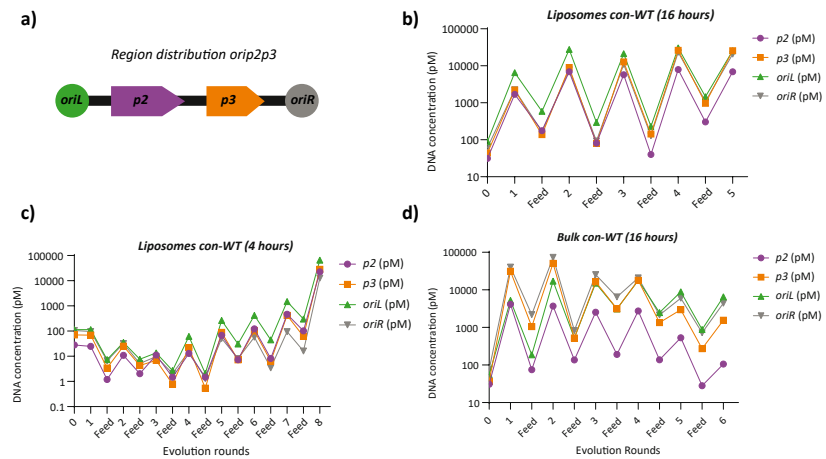 a)
Region distribution orip2p3
oriL p2 p3 oriR
b)
Liposomes con-WT (16 hours)
DNA concentration (pM)
100000
10000
1000
100
10
0 1 Feed 2 Feed 3 Feed 4 Feed 5
p2 (pM)
p3 (pM)
oriL (pM)
oriR (pM)
c)
Liposomes con-WT (4 hours)
DNA concentration (pM)
100000
10000
1000
100
10
1
0.1
0 1 Feed 2 Feed 3 Feed 4 Feed 5 Feed 6 Feed 7 Feed 8
Evolution rounds
p2 (pM)
p3 (pM)
oriL (pM)
oriR (pM)
d)
Bulk con-WT (16 hours)
DNA concentration (pM)
100000
10000
1000
100
10
0 1 Feed 2 Feed 3 Feed 4 Feed 5 Feed 6
Evolution Rounds
p2 (pM)
p3 (pM)
oriL (pM)
oriR (pM)